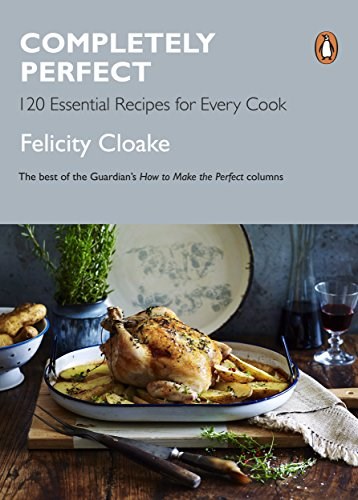 COMPLETELY
PERFECT
120 Essential Recipes for Every Cook
Felicity Cloake
The best of the Guardian's How to Make the Perfect columns